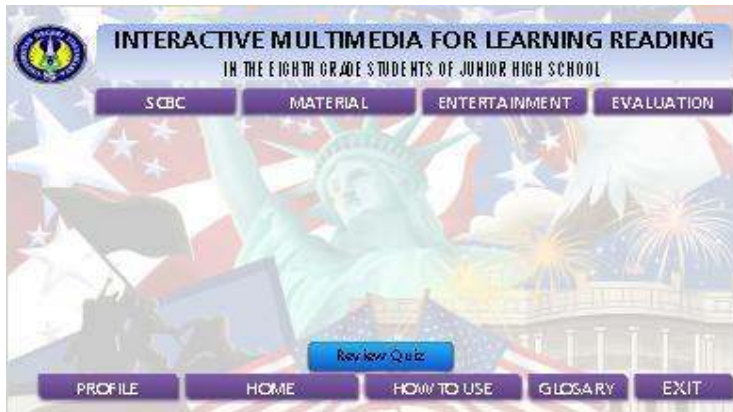 INTERACTIVE MULTIMEDIA FOR LEARNING READING
IN THE EIGHTH GRADE STUDENTS OF JUNIOR HIGH SCHOOL
SCBC MATERIAL ENTERTAINMENT EVALUATION
Review Quiz
PROFILE HOME HOW TO USE GLOSARY EXIT